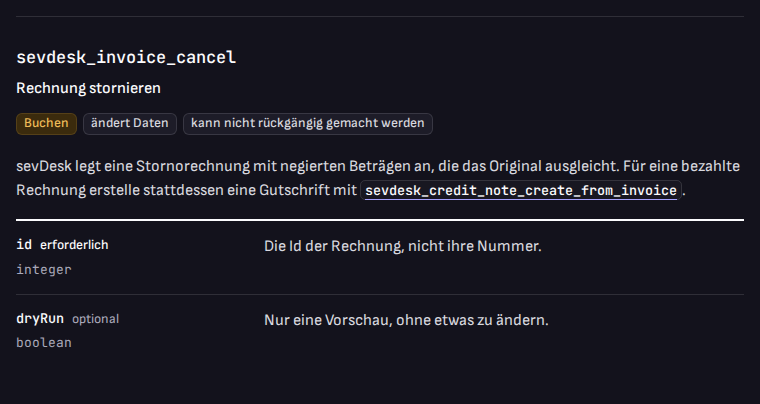 sevdesk_invoice_cancel
Rechnung stornieren
Buchen ändert Daten kann nicht rückgängig gemacht werden
sevDesk legt eine Stornorechnung mit negierten Beträgen an, die das Original ausgleicht. Für eine bezahlte
Rechnung erstelle stattdessen eine Gutschrift mit sevdesk_credit_note_create_from_invoice.
id erforderlich Die Id der Rechnung, nicht ihre Nummer.
integer
dryRun optional Nur eine Vorschau, ohne etwas zu ändern.
boolean